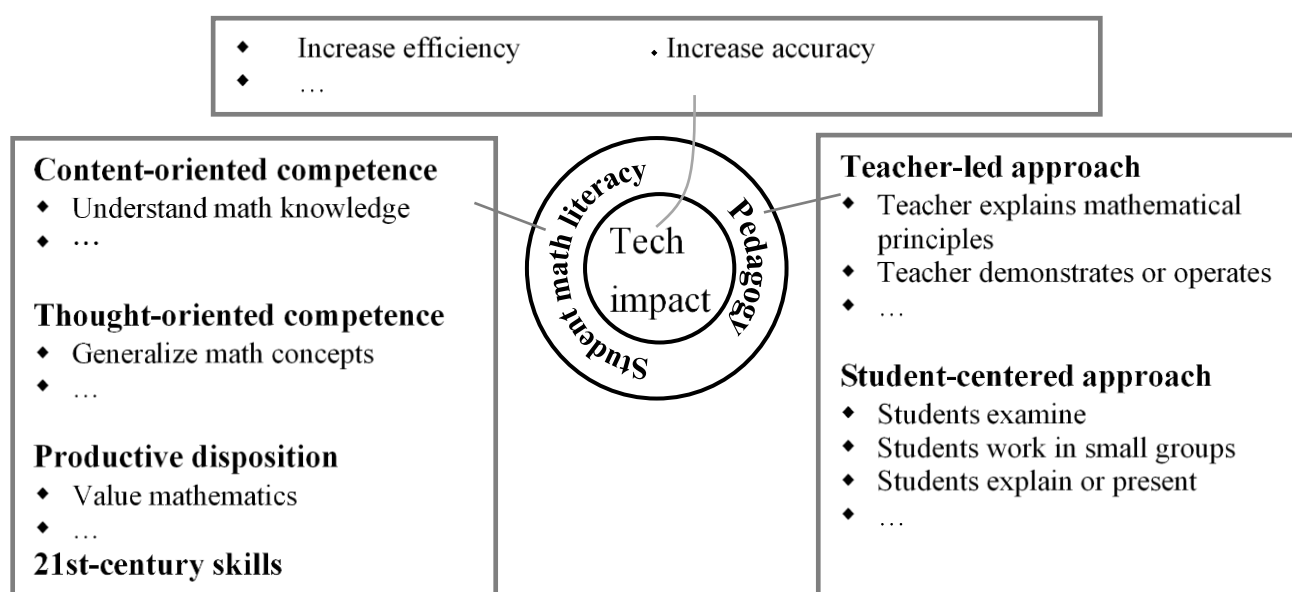 ◆ Increase efficiency . Increase accuracy
◆ …
Content-oriented competence
◆ Understand math knowledge
◆ …
Thought-oriented competence
◆ Generalize math concepts
◆ …
Productive disposition
◆ Value mathematics
◆ …
21st-century skills
Student math literacy
Pedagogy
Tech
impact
Teacher-led approach
◆ Teacher explains mathematical
principles
◆ Teacher demonstrates or operates
◆ …
Student-centered approach
◆ Students examine
◆ Students work in small groups
◆ Students explain or present
◆ …